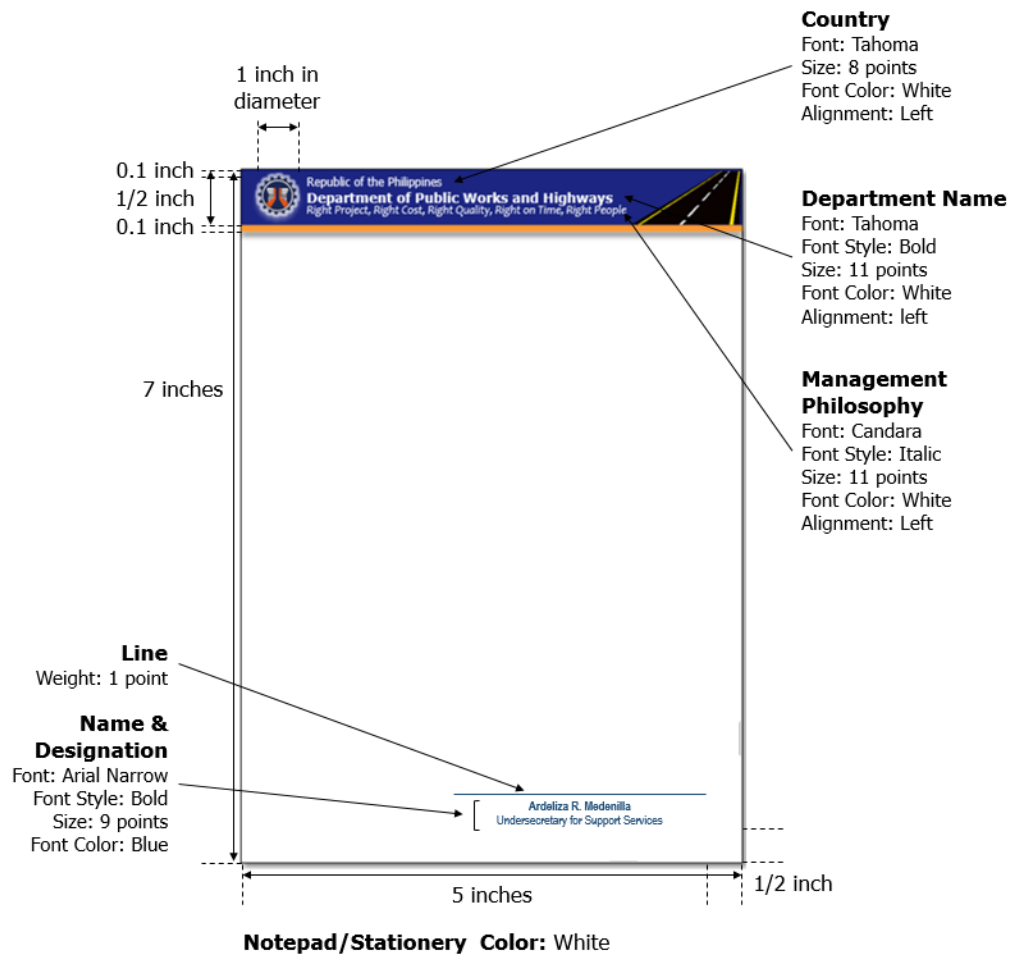 Country
Font: Tahoma
Size: 8 points
Font Color: White
Alignment: Left
1 inch in
diameter
0.1 inch
1/2 inch
0.1 inch
Republic of the Philippines
Department of Public Works and Highways
Right Project, Right Cost, Right Quality, Right on Time, Right People
Department Name
Font: Tahoma
Font Style: Bold
Size: 11 points
Font Color: White
Alignment: left
Management
Philosophy
Font: Candara
Font Style: Italic
Size: 11 points
Font Color: White
Alignment: Left
7 inches
Line
Weight: 1 point
Name &
Designation
Font: Arial Narrow
Font Style: Bold
Size: 9 points
Font Color: Blue
Ardeliza R. Medenilla
Undersecretary for Support Services
5 inches
1/2 inch
Notepad/Stationery Color: White